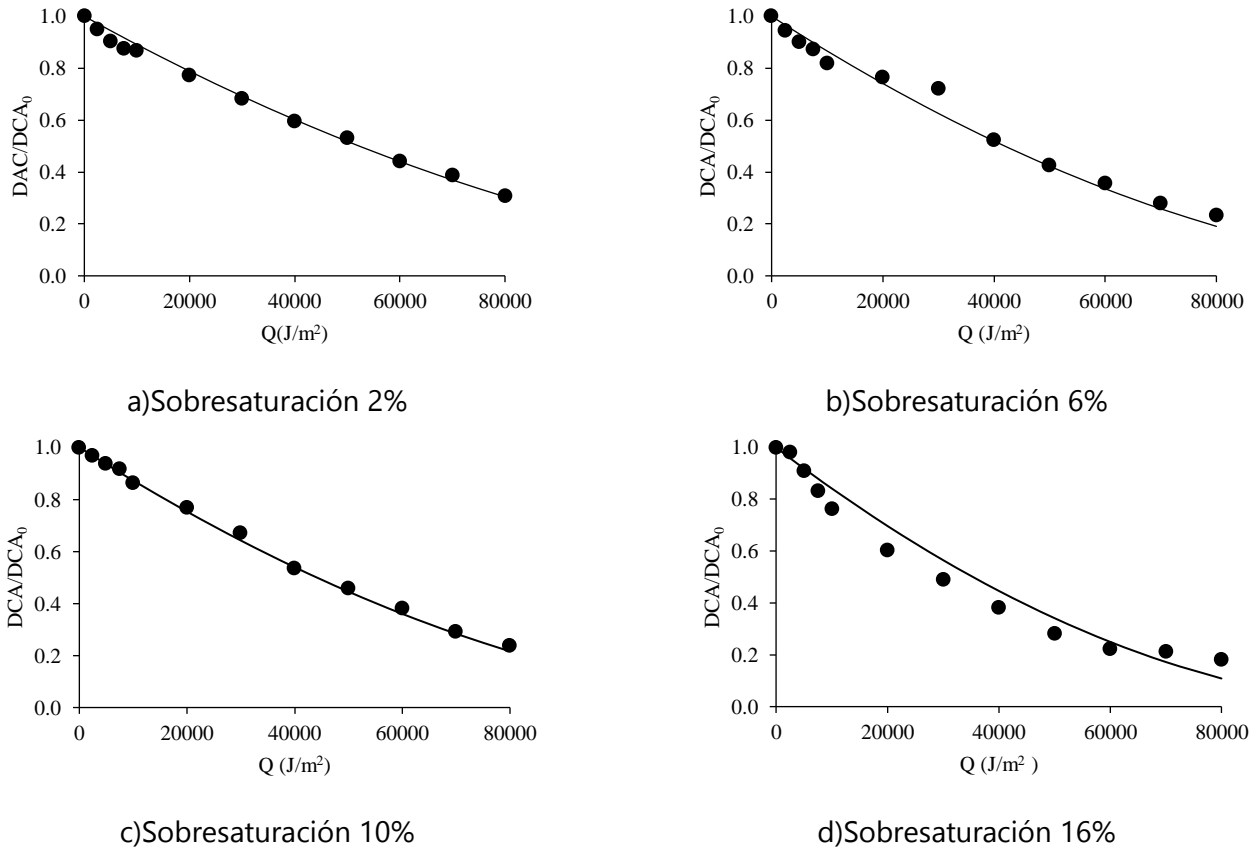 1.0
0.8
0.6
0.4
0.2
0.0
DAC/DCA₀
0 20000 40000 60000 80000
Q(J/m²)
a)Sobresaturación 2%
1.0
0.8
0.6
0.4
0.2
0.0
DCA/DCA₀
0 20000 40000 60000 80000
Q (J/m²)
b)Sobresaturación 6%
1.0
0.8
0.6
0.4
0.2
0.0
DCA/DCA₀
0 20000 40000 60000 80000
Q (J/m²)
c)Sobresaturación 10%
1.0
0.8
0.6
0.4
0.2
0.0
DCA/DCA₀
0 20000 40000 60000 80000
Q (J/m² )
d)Sobresaturación 16%